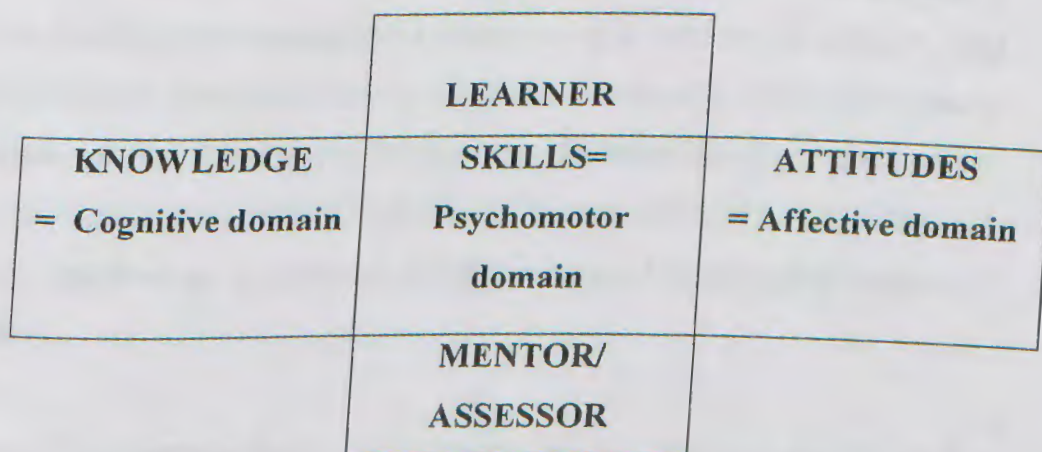 LEARNER
KNOWLEDGE
= Cognitive domain
SKILLS=
Psychomotor
domain
ATTITUDES
= Affective domain
MENTOR/
ASSESSOR